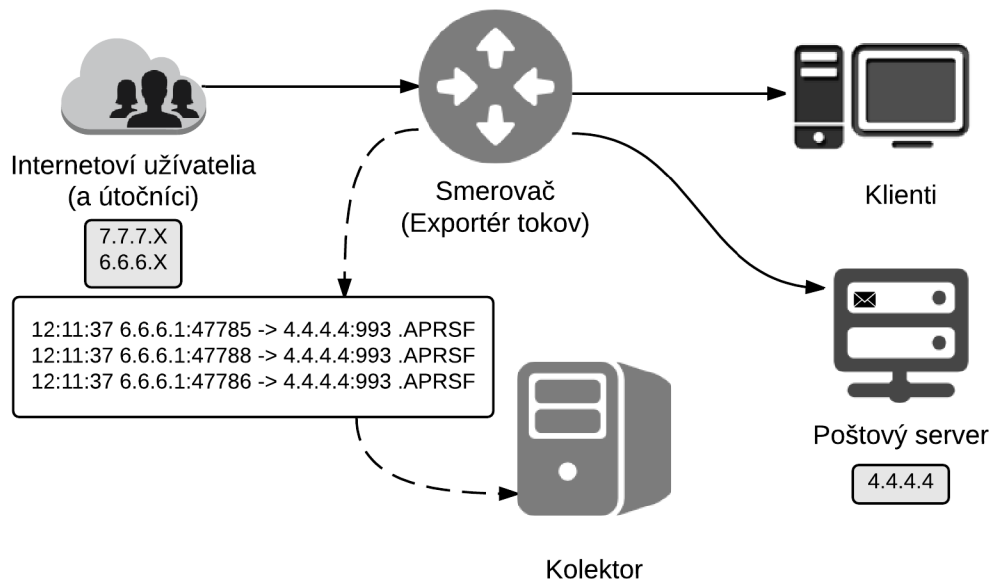 Internetoví užívatelia
(a útočníci)
7.7.7.X
6.6.6.X
Smerovač
(Exportér tokov)
Klienti
12:11:37 6.6.6.1:47785 -> 4.4.4.4:993 .APRSF
12:11:37 6.6.6.1:47788 -> 4.4.4.4:993 .APRSF
12:11:37 6.6.6.1:47786 -> 4.4.4.4:993 .APRSF
Poštový server
4.4.4.4
Kolektor